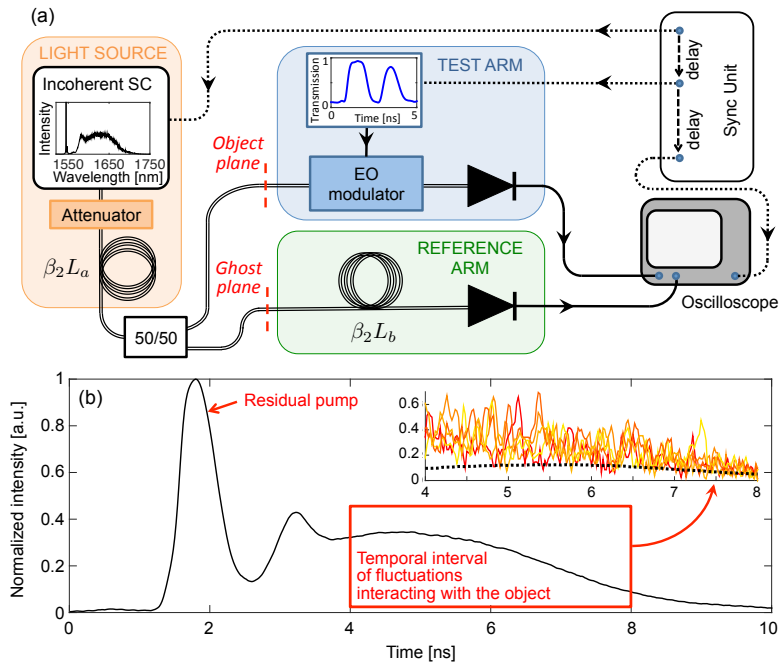 (a)
LIGHT SOURCE
Incoherent SC
Intensity
1550 1650 1750
Wavelength [nm]
Attenuator
β₂Lₐ
50/50
Object
plane
Ghost
plane
TEST ARM
Transmission
1
0
0 5
Time [ns]
EO
modulator
REFERENCE
ARM
β₂L_b
delay
delay
Sync Unit
Oscilloscope
(b)
Normalized intensity [a.u.]
1
0.8
0.6
0.4
0.2
0
0 2 4 6 8 10
Time [ns]
Residual pump
Temporal interval
of fluctuations
interacting with the object
0.6
0.4
0.2
0
4 5 6 7 8